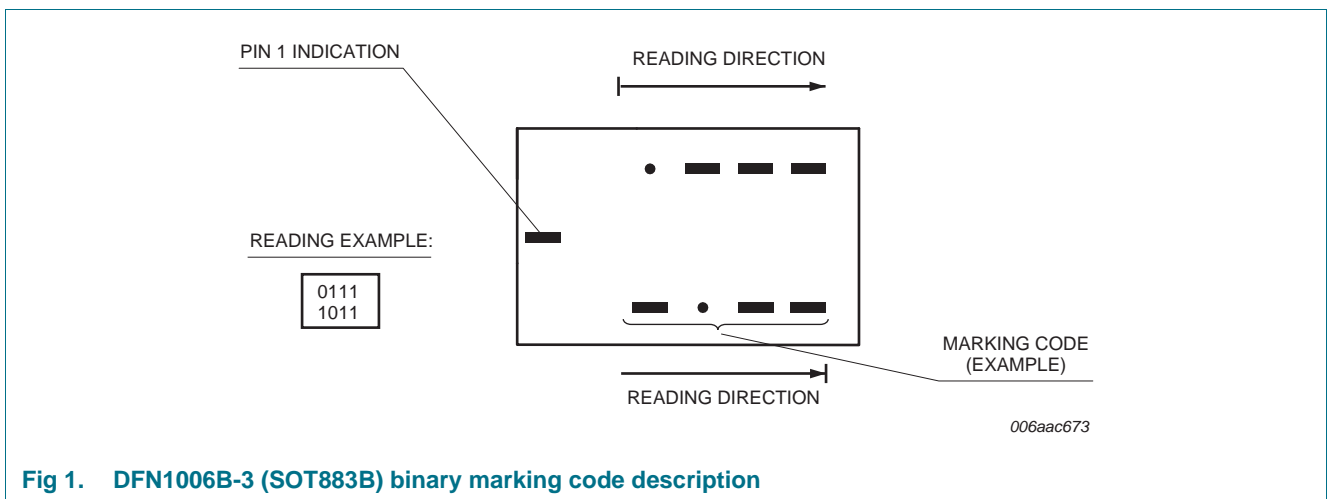 PIN 1 INDICATION
READING DIRECTION
READING EXAMPLE:
0111
1011
MARKING CODE
(EXAMPLE)
READING DIRECTION
006aac673
Fig 1. DFN1006B-3 (SOT883B) binary marking code description